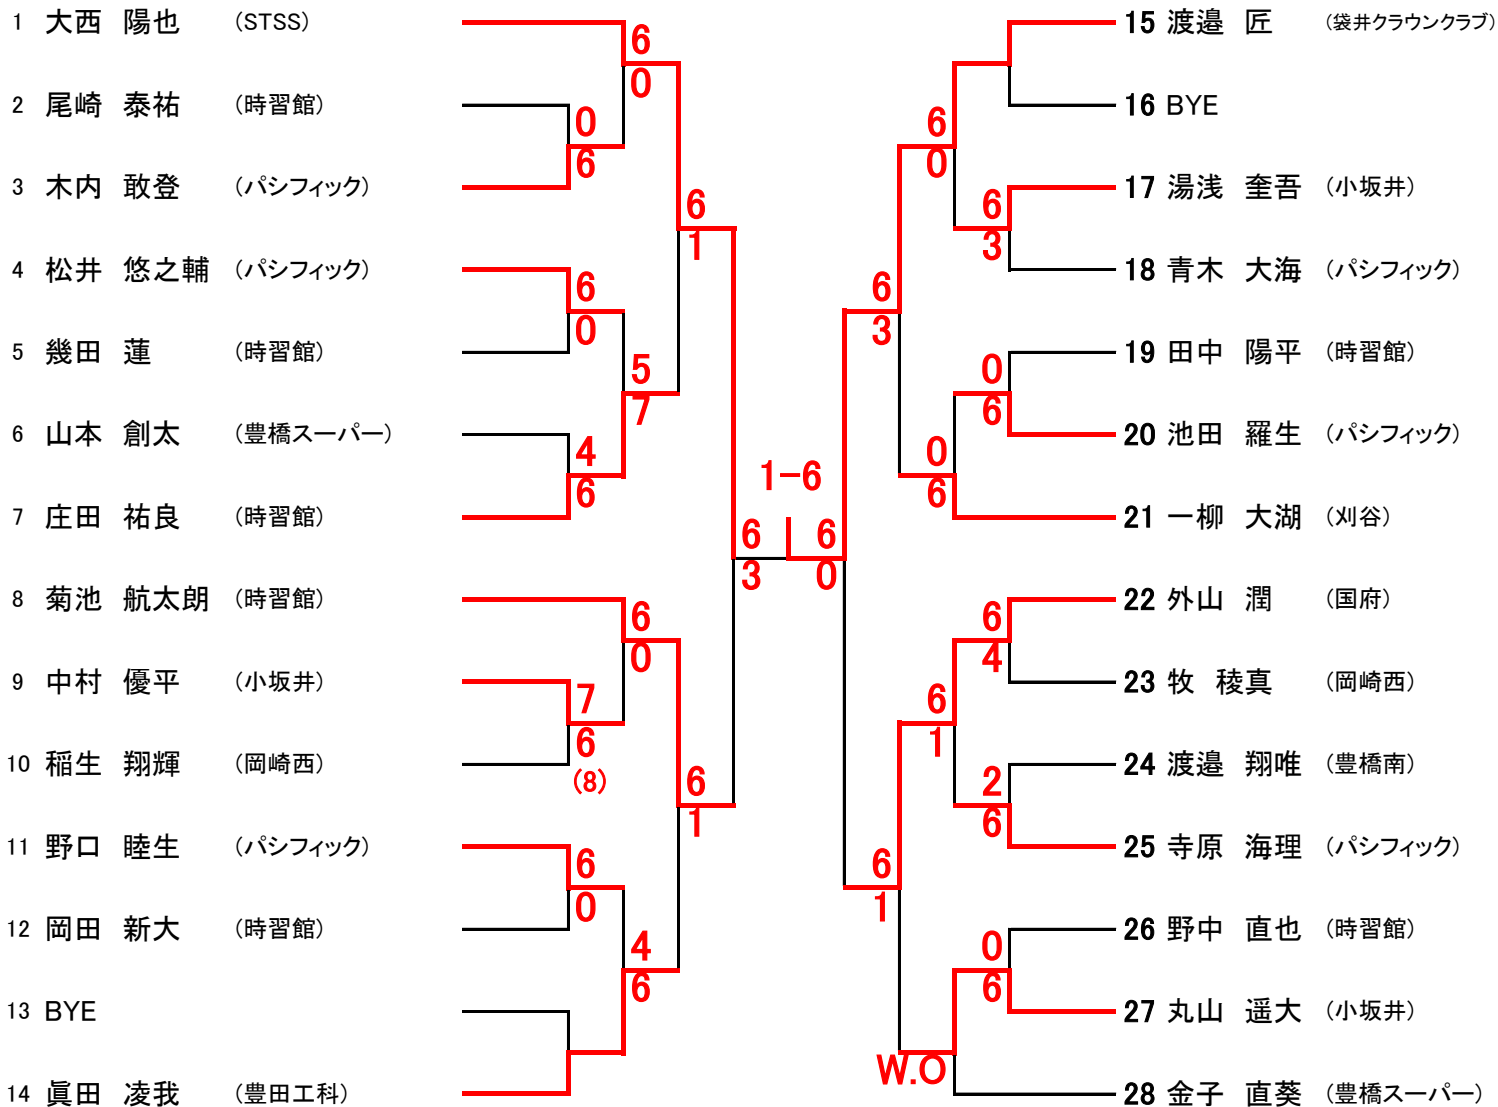 1 大西 陽也 (STSS)
2 尾崎 泰祐 (時習館)
3 木内 敢登 (パシフィック)
4 松井 悠之輔 (パシフィック)
5 幾田 蓮 (時習館)
6 山本 創太 (豊橋スーパー)
7 庄田 祐良 (時習館)
8 菊池 航太朗 (時習館)
9 中村 優平 (小坂井)
10 稲生 翔輝 (岡崎西)
11 野口 睦生 (パシフィック)
12 岡田 新大 (時習館)
13 BYE
14 眞田 凌我 (豊田工科)
0
6
6
0
4
6
7
6
(8)
6
0
6
0
5
7
6
0
4
6
6
1
6
1
6
3
1-6
6
0
6
3
6
1
6
0
0
6
6
1
W.O
6
3
0
6
6
4
2
6
0
6
15 渡邉 匠 (袋井クラウンクラブ)
16 BYE
17 湯浅 奎吾 (小坂井)
18 青木 大海 (パシフィック)
19 田中 陽平 (時習館)
20 池田 羅生 (パシフィック)
21 一柳 大湖 (刈谷)
22 外山 潤 (国府)
23 牧 稜真 (岡崎西)
24 渡邉 翔唯 (豊橋南)
25 寺原 海理 (パシフィック)
26 野中 直也 (時習館)
27 丸山 遥大 (小坂井)
28 金子 直葵 (豊橋スーパー)